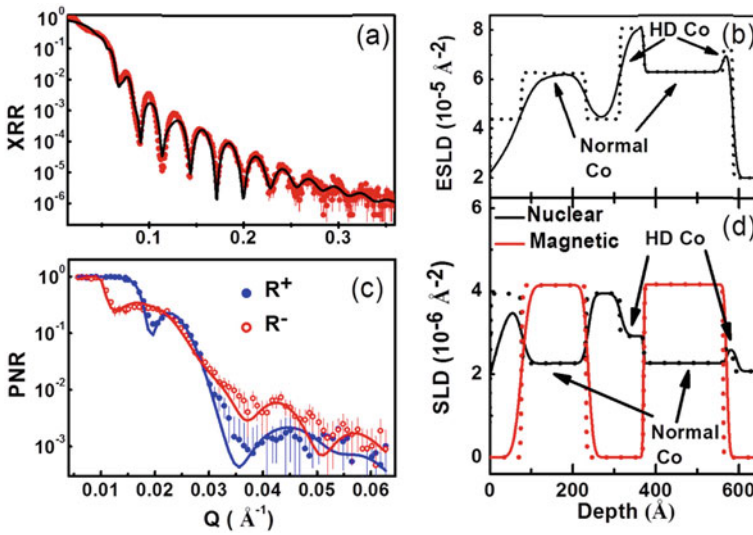 (a)
XRR
10⁰
10⁻¹
10⁻²
10⁻³
10⁻⁴
10⁻⁵
10⁻⁶
0.1 0.2 0.3
(b)
HD Co
Normal
Co
ESLD (10⁻⁵ Å⁻²)
8
6
4
2
(c)
R⁺
R⁻
PNR
10⁰
10⁻¹
10⁻²
10⁻³
0.01 0.02 0.03 0.04 0.05 0.06
Q ( Å⁻¹)
Nuclear
Magnetic
(d)
HD Co
Normal
Co
SLD (10⁻⁶ Å⁻²)
6
4
2
0
0 200 400 600
Depth (Å)